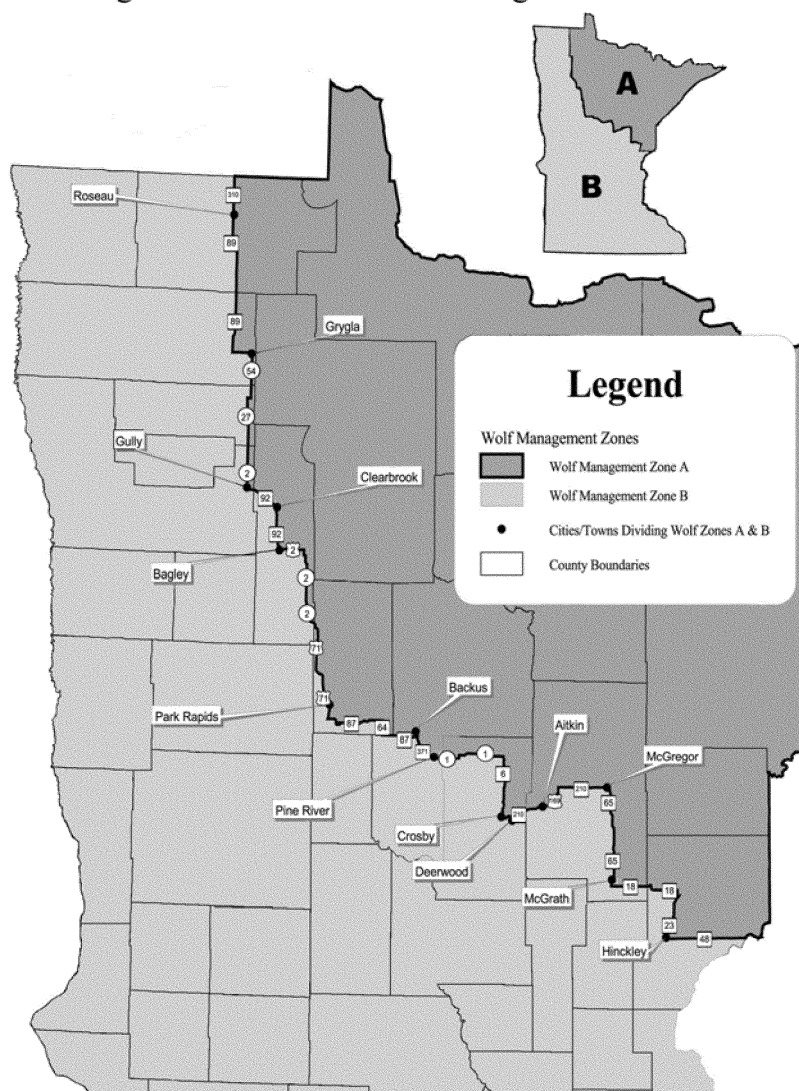 A
B
Roseau
310
89
89
Grygla
54
27
Gully
2
Clearbrook
92
92
Bagley
2
2
2
71
71
Park Rapids
Backus
87
64
87
371
Pine River
1
1
6
Crosby
Deerwood
210
Aitkin
169
210
McGregor
65
65
McGrath
18
18
23
Hinckley
48
Legend
Wolf Management Zones
Wolf Management Zone A
Wolf Management Zone B
Cities/Towns Dividing Wolf Zones A & B
County Boundaries